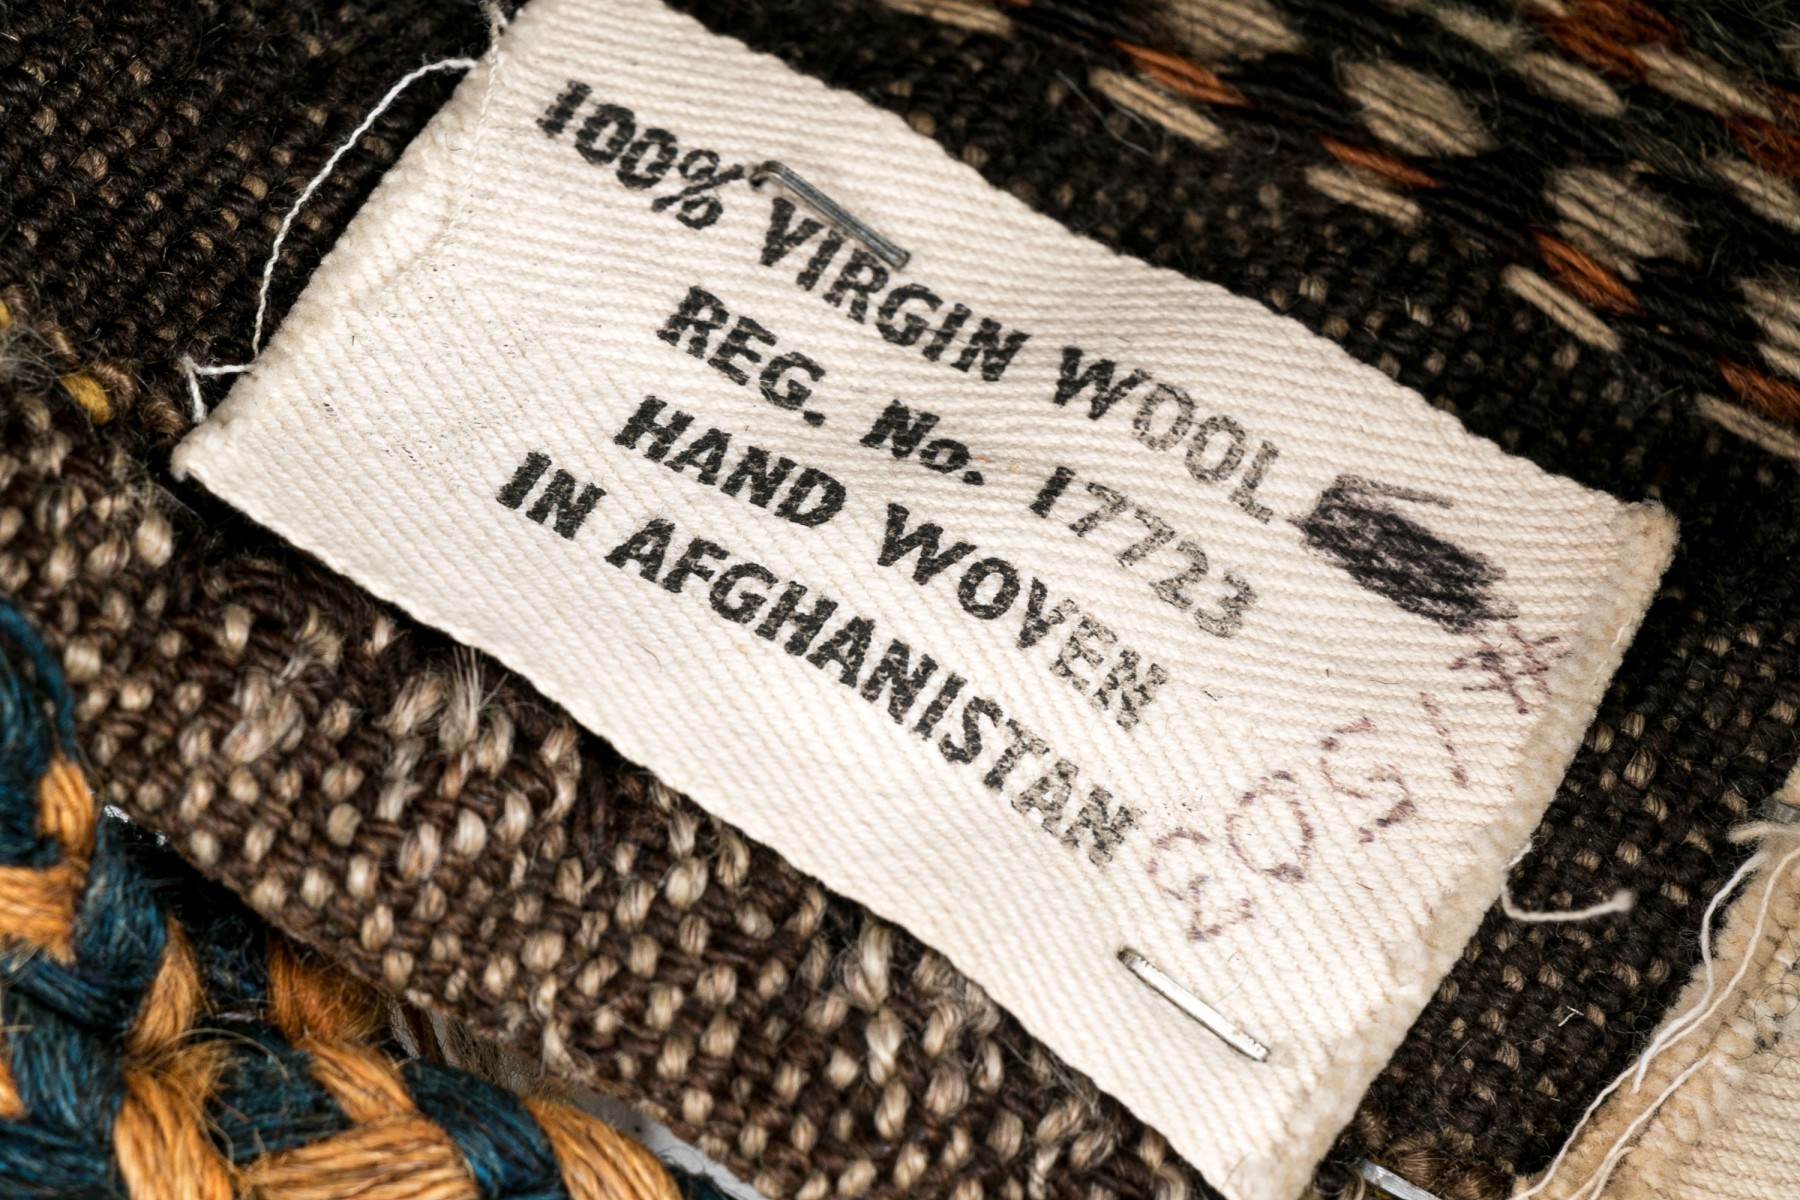 100% VIRGIN WOOL
REG. No. 17723
HAND WOVEN
IN AFGHANISTAN